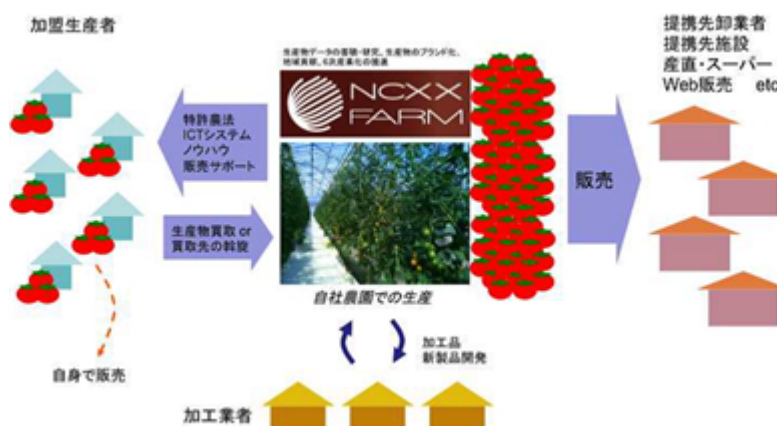 加盟生産者
生産物データの蓄積・研究、生産物のブランド化、
地域貢献、6次産業化の推進
NCXX
FARM
特許農法
ICTシステム
ノウハウ
販売サポート
生産物買取 or
買取先の斡旋
自身で販売
自社農園での生産
加工品
新製品開発
加工業者
販売
提携先卸業者
提携先施設
産直・スーパー
Web販売 etc